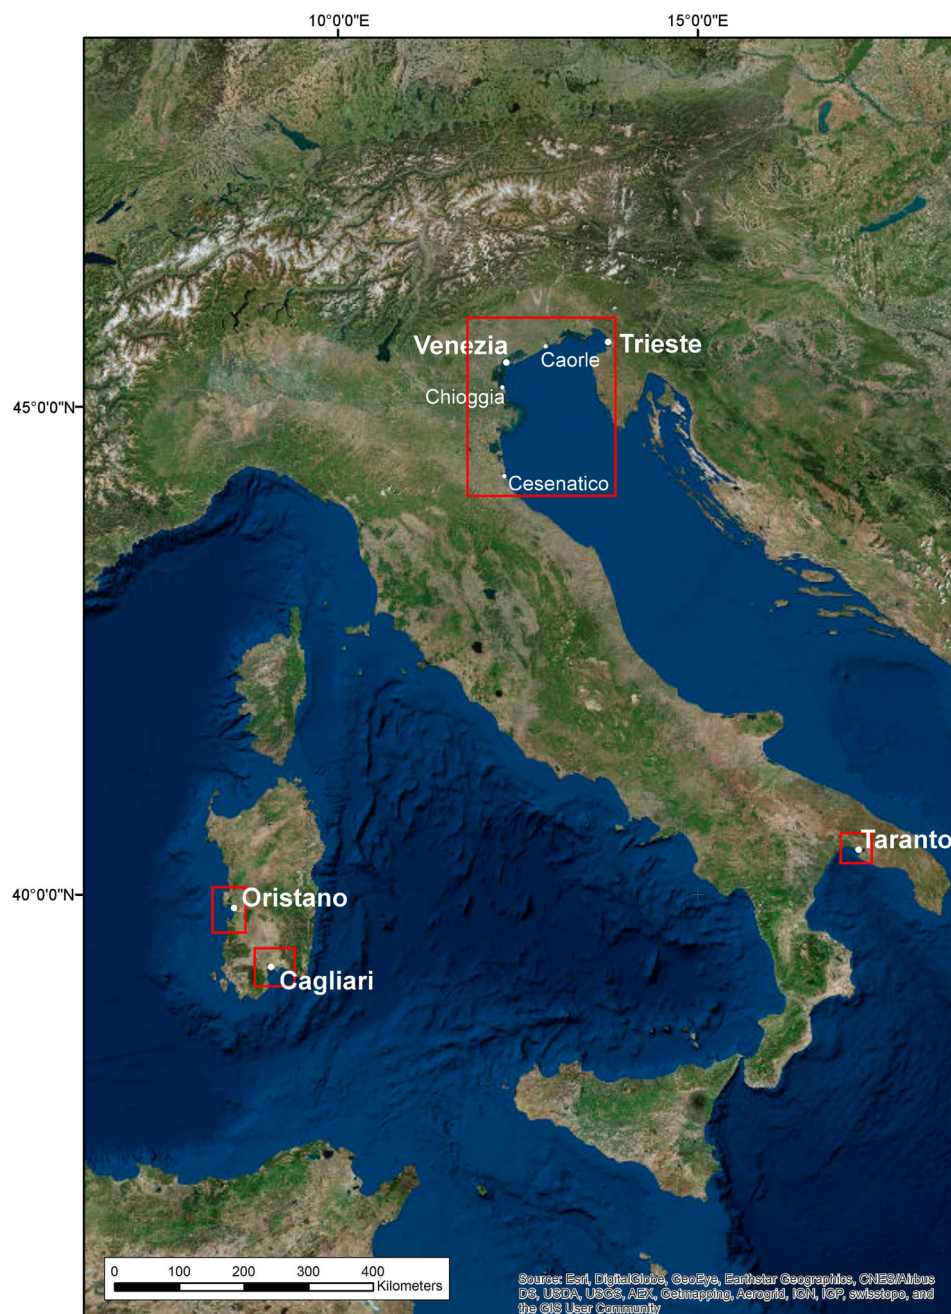 10°0'0"E
15°0'0"E
Venezia
Trieste
Caorle
Chioggia
45°0'0"N
Cesenatico
Taranto
40°0'0"N
Oristano
Cagliari
0 100 200 300 400
Kilometers
Source: Esri, DigitalGlobe, GeoEye, Earthstar Geographics, CNES/Airbus
DS, USDA, USGS, AEX, Getmapping, Aerogrid, IGN, IGP, swisstopo, and
the GIS User Community